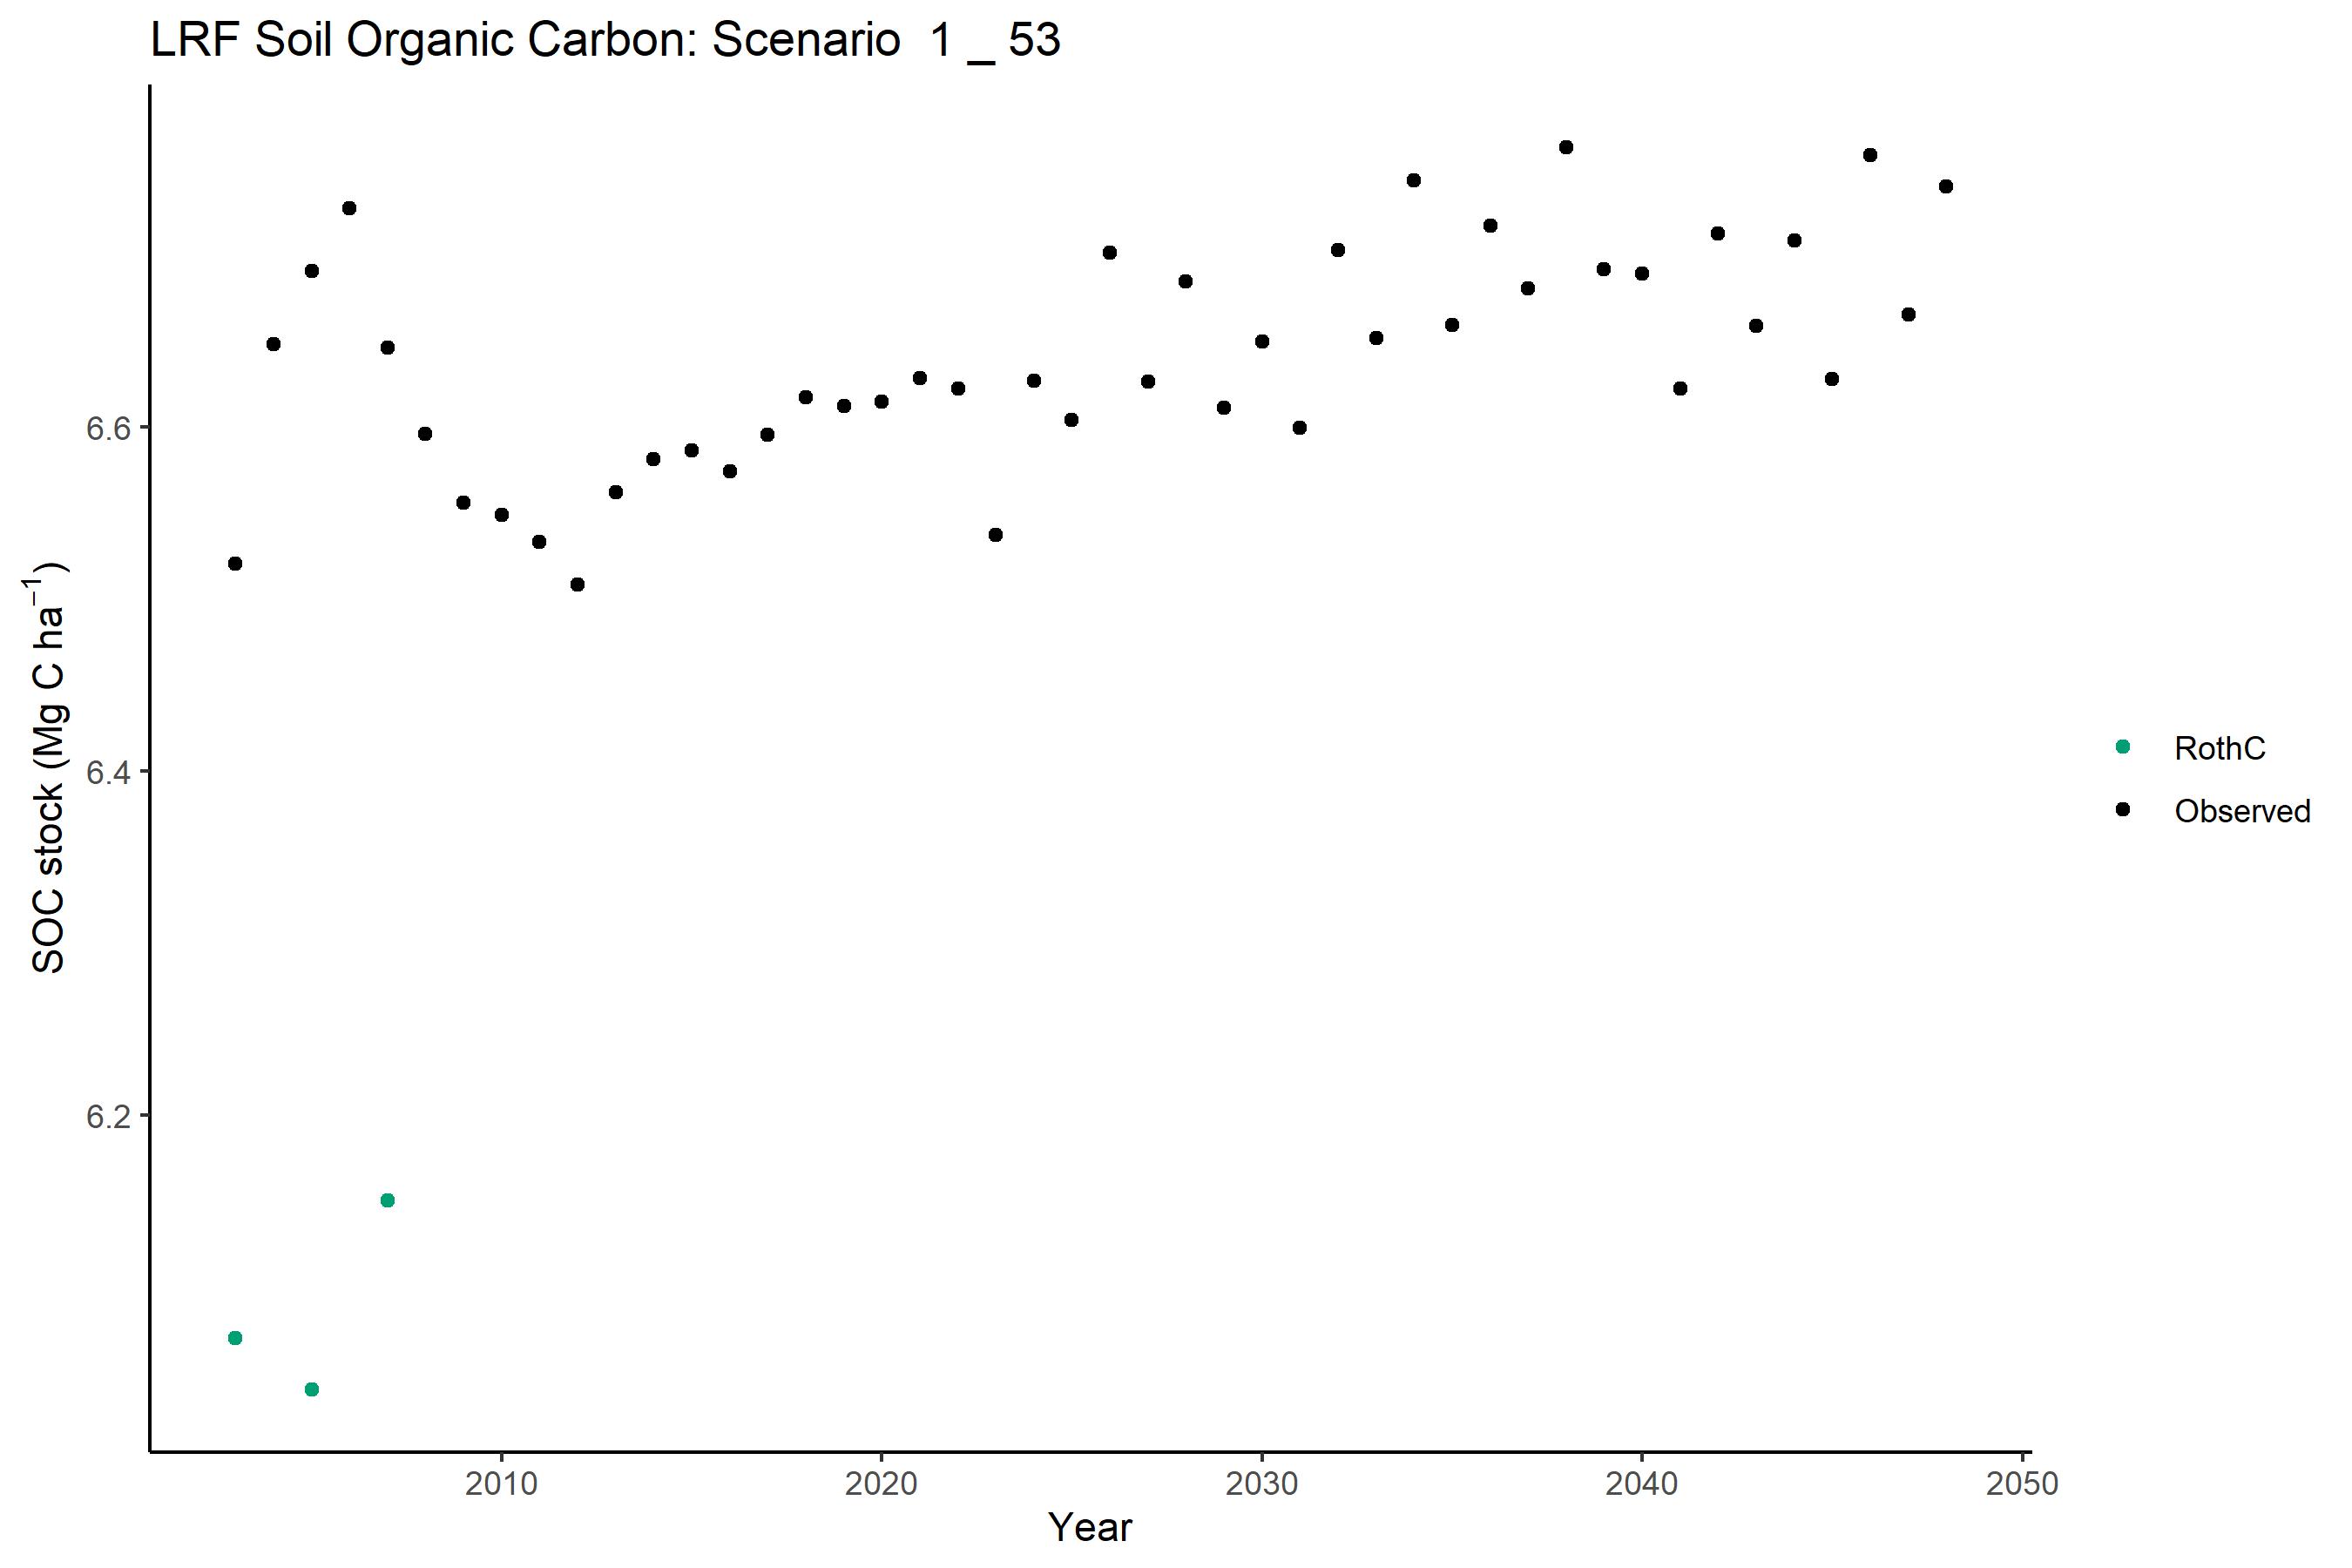 LRF Soil Organic Carbon: Scenario  1 _ 53
SOC stock (Mg C ha⁻¹)
6.6
6.4
6.2
2010
2020
2030
2040
2050
Year
RothC
Observed